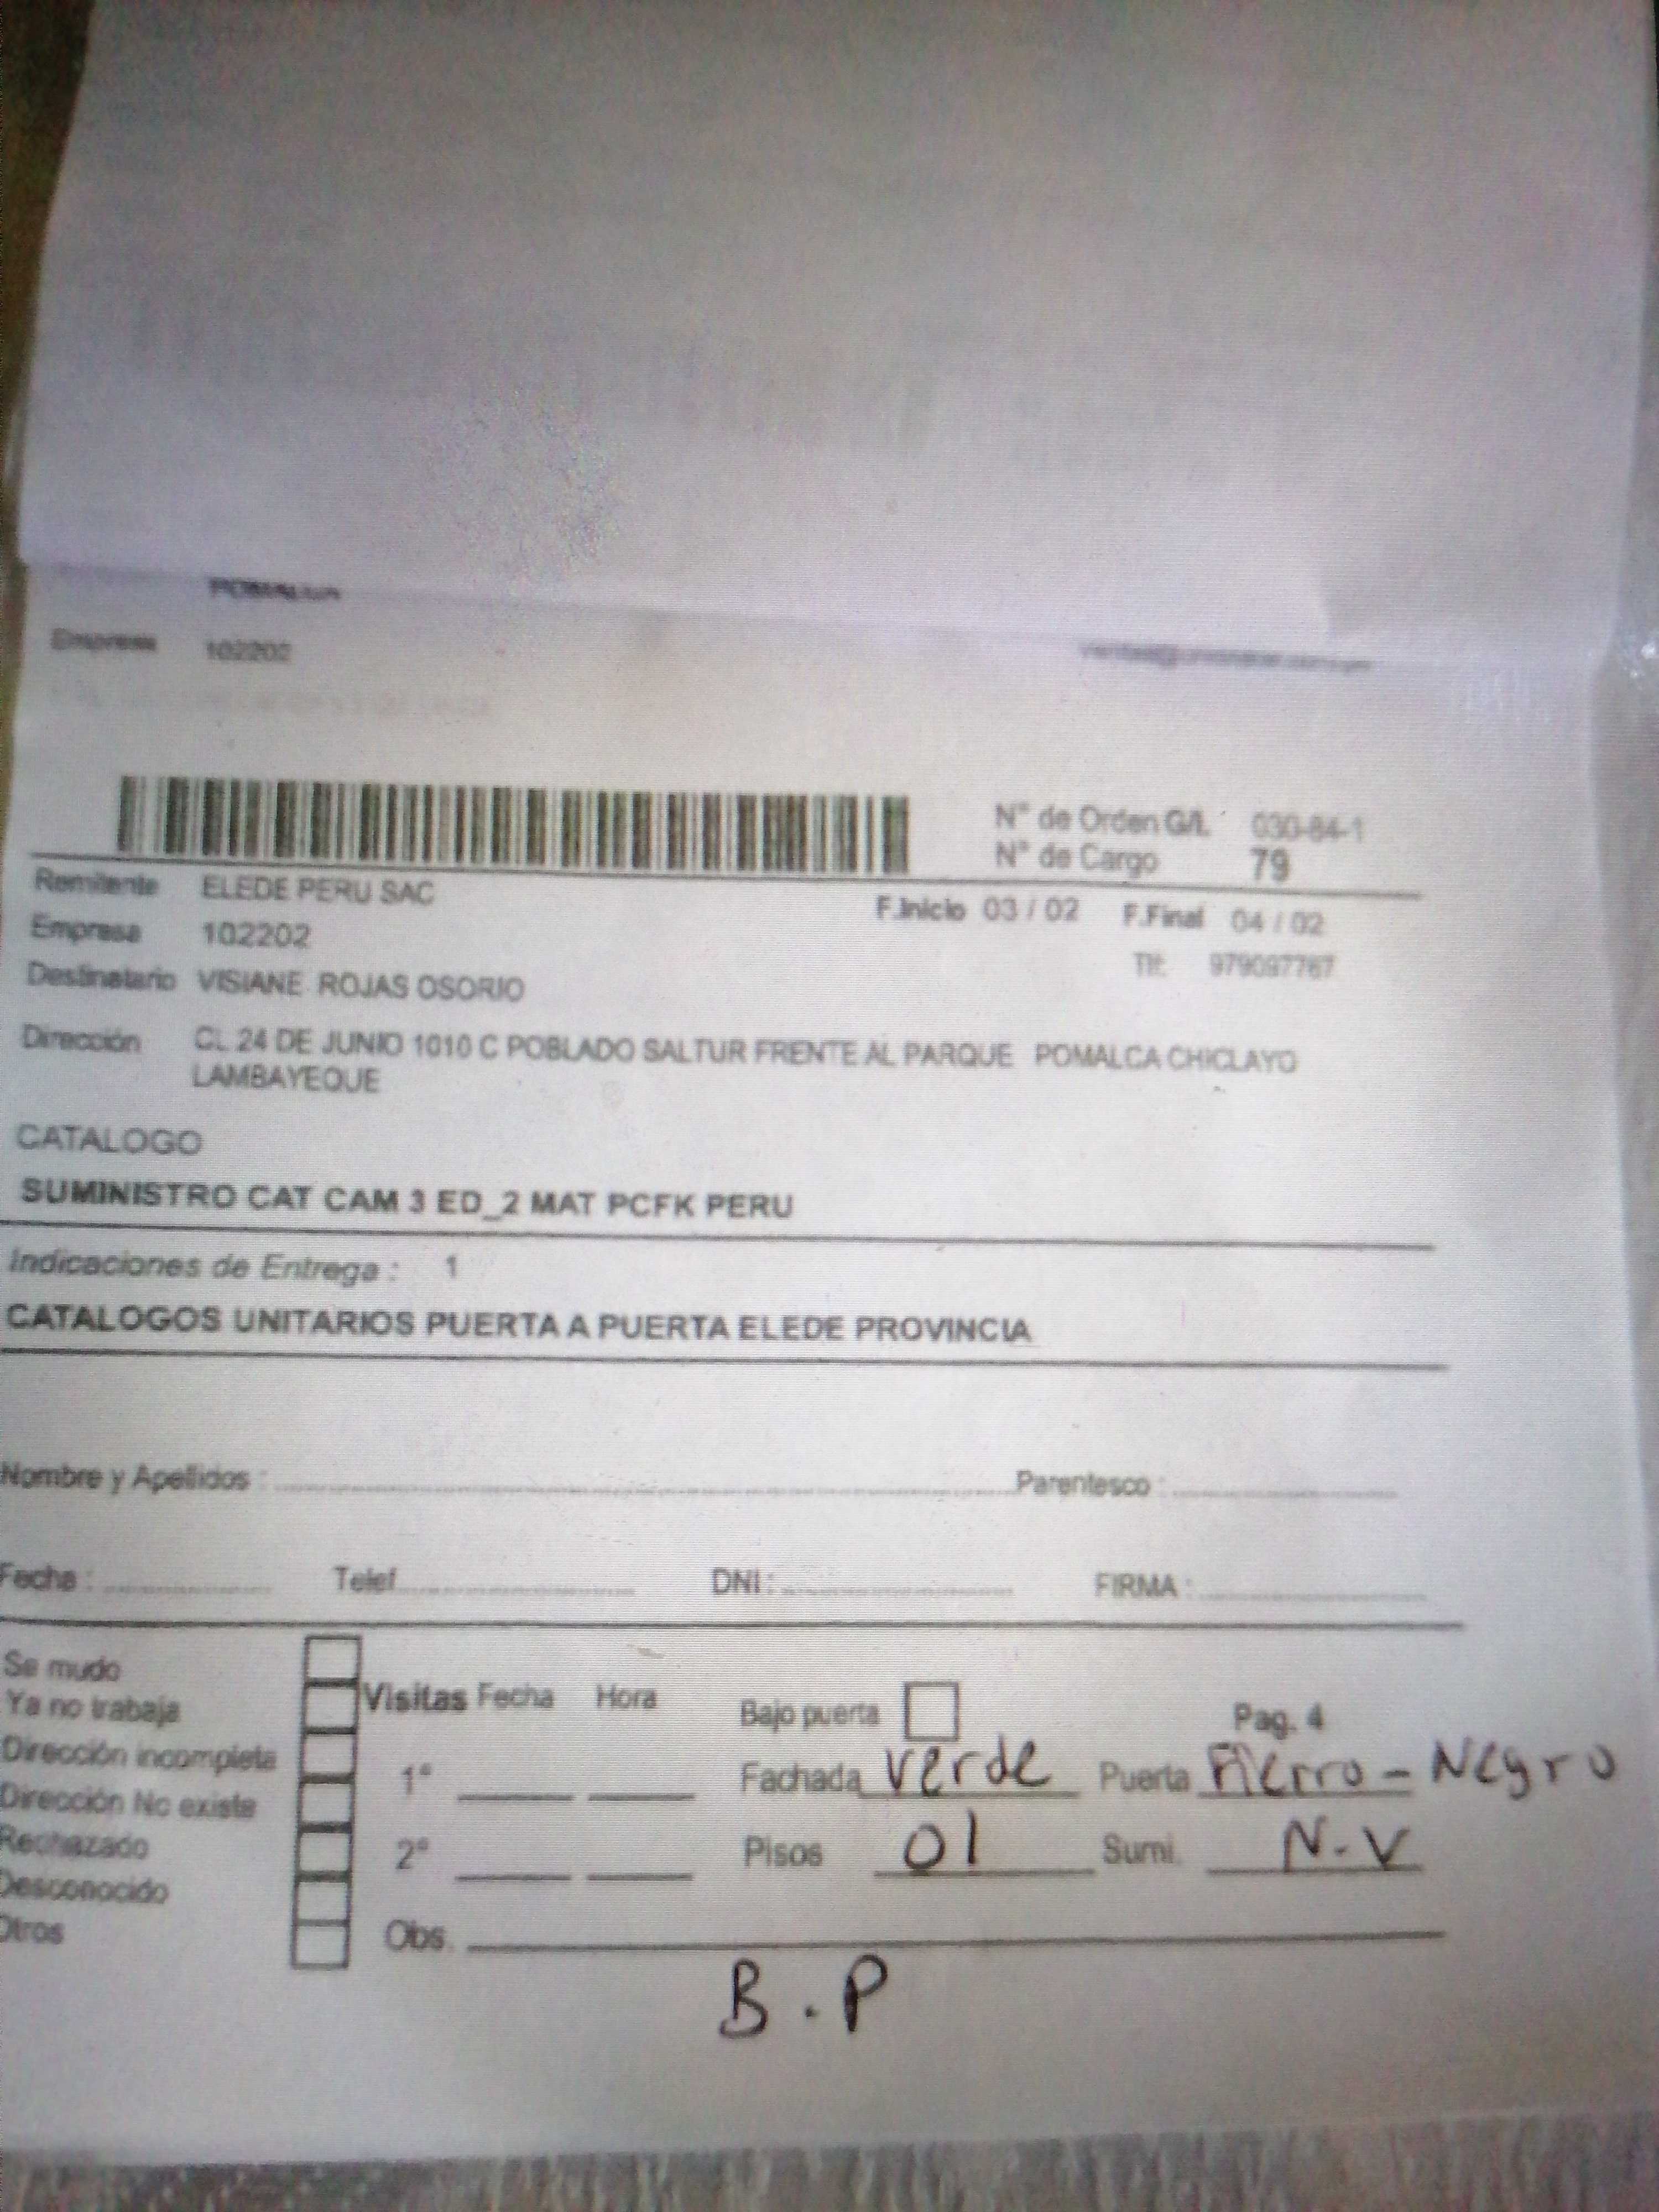 Empresa 102202
N° de Orden G/L 030-84-1
N° de Cargo 79
Remitente ELEDE PERU SAC
F.Inicio 03 / 02 F.Final 04 / 02
Empresa 102202
Tlf. 979097767
Destinatario VISIANE ROJAS OSORIO
Dirección CL 24 DE JUNIO 1010 C POBLADO SALTUR FRENTE AL PARQUE POMALCA CHICLAYO
LAMBAYEQUE
CATALOGO
SUMINISTRO CAT CAM 3 ED_2 MAT PCFK PERU
Indicaciones de Entrega : 1
CATALOGOS UNITARIOS PUERTA A PUERTA ELEDE PROVINCIA
Nombre y Apellidos : Parentesco :
Fecha : Telef DNI : FIRMA :
Se mudo
Ya no trabaja
Dirección incompleta
Dirección No existe
Rechazado
Desconocido
Otros
Visitas Fecha Hora
1°
2°
Bajo puerta Pag. 4
Fachada verde Puerta Fierro - Negro
Pisos 01 Sumi. N.V
Obs.
B.P